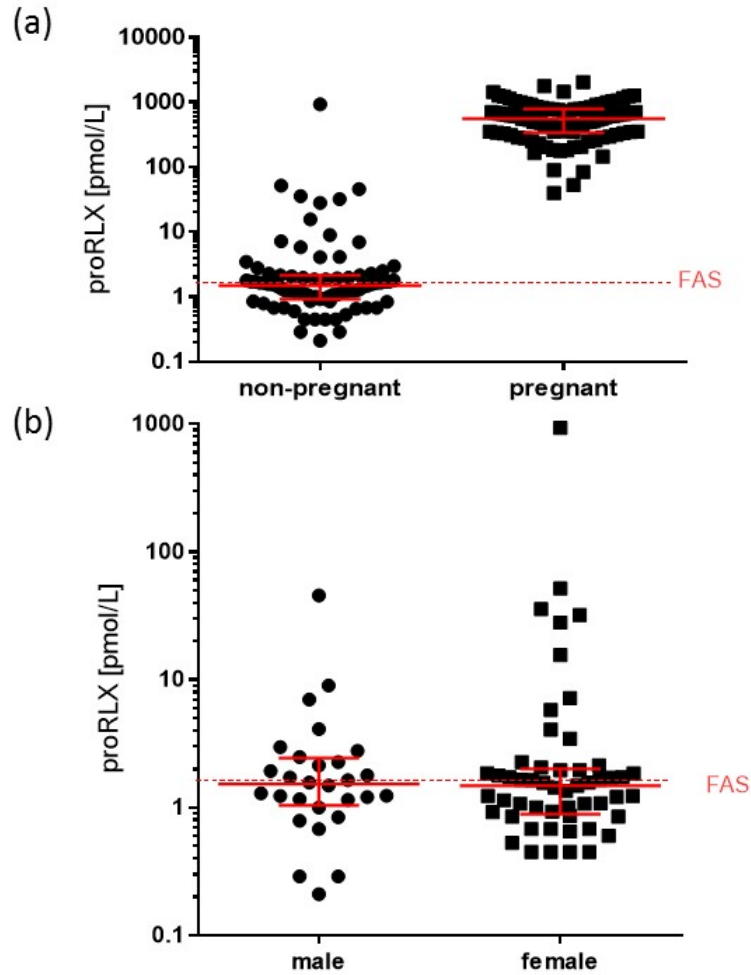 (a)
proRLX [pmol/L]
10000
1000
100
10
1
0.1
FAS
non-pregnant pregnant
(b)
proRLX [pmol/L]
1000
100
10
1
0.1
FAS
male female